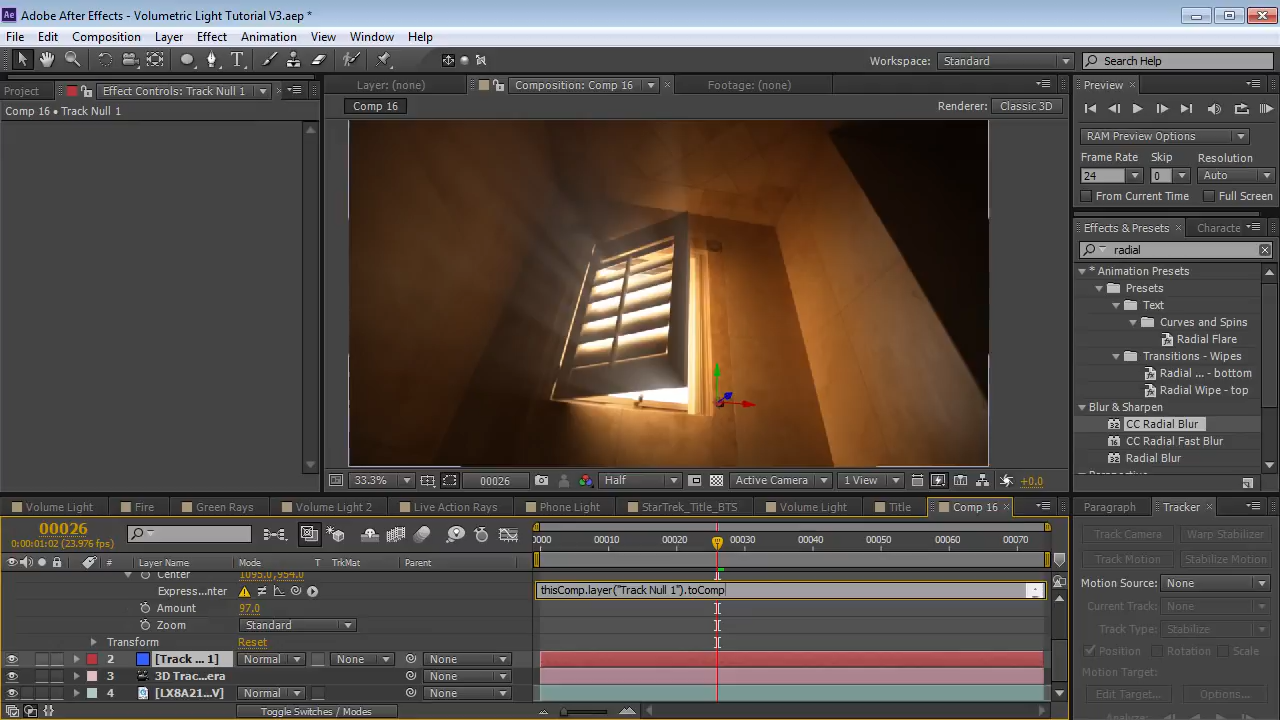 Adobe After Effects - Volumetric Light Tutorial V3.aep *
File Edit Composition Layer Effect Animation View Window Help
Workspace: Standard Search Help
Project Effect Controls: Track Null 1
Comp 16 • Track Null 1
Layer: (none) Composition: Comp 16 Footage: (none)
Comp 16 Renderer: Classic 3D
33.3% 00026 Half Active Camera 1 View +0.0
Preview
RAM Preview Options
Frame Rate Skip Resolution
24 0 Auto
From Current Time Full Screen
Effects & Presets Characte
radial
* Animation Presets
Presets
Text
Curves and Spins
Radial Flare
Transitions - Wipes
Radial ... - bottom
Radial Wipe - top
Blur & Sharpen
CC Radial Blur
CC Radial Fast Blur
Radial Blur
Volume Light Fire Green Rays Volume Light 2 Live Action Rays Phone Light StarTrek_Title_BTS Volume Light Title Comp 16
00026
0:00:01:02 (23.976 fps)
0000 00010 00020 00030 00040 00050 00060 00070
# Layer Name Mode T TrkMat Parent
Center 1095.0,954.0
Express...nter thisComp.layer("Track Null 1").toComp
Amount 97.0
Zoom Standard
Transform Reset
2 [Track ... 1] Normal None None
3 3D Trac...era None
4 [LX8A21...V) Normal None
Toggle Switches / Modes
Paragraph Tracker
Track Camera Warp Stabilizer
Track Motion Stabilize Motion
Motion Source: None
Current Track: None
Track Type: Stabilize
Position Rotation Scale
Motion Target:
Edit Target... Options...
Analyze: